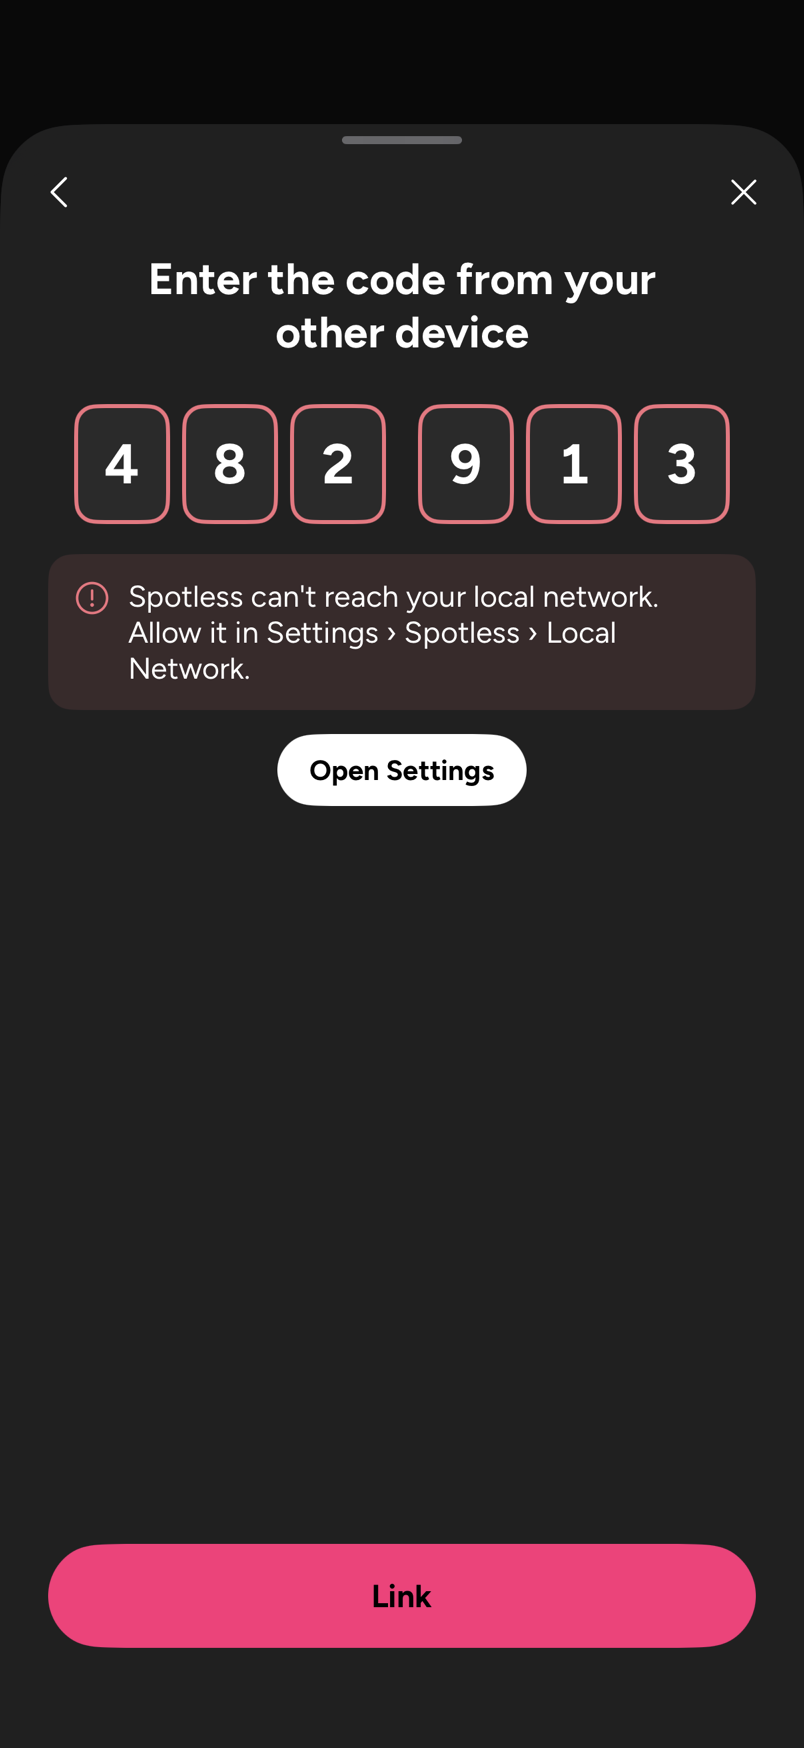 Enter the code from your
other device
4 8 2 9 1 3
Spotless can't reach your local network.
Allow it in Settings › Spotless › Local
Network.
Open Settings
Link